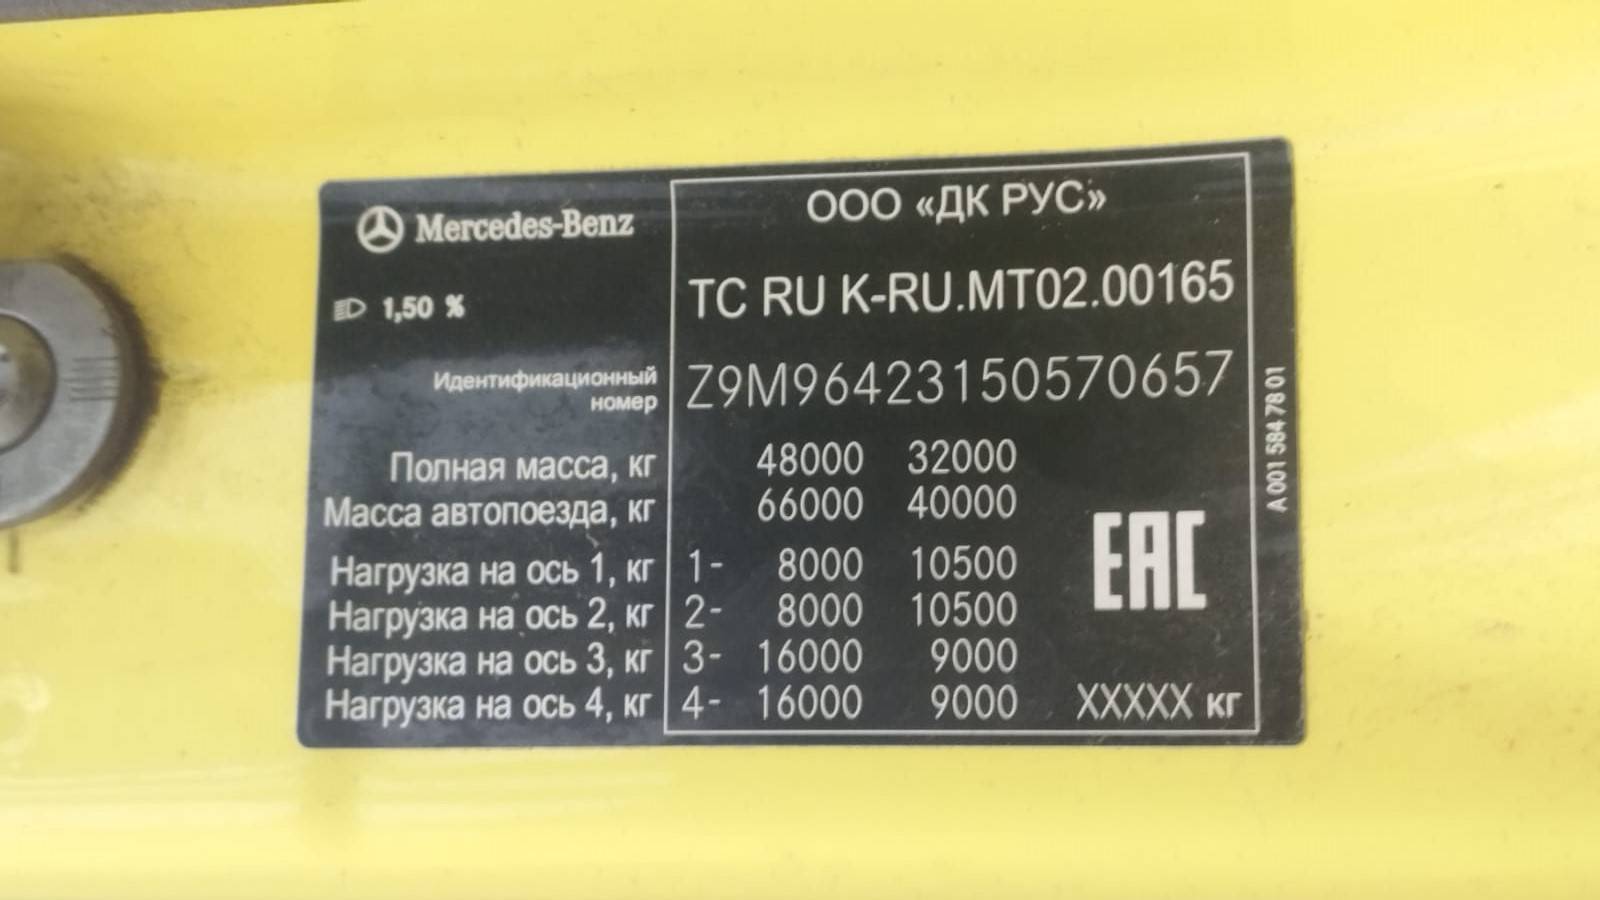 Mercedes-Benz
ООО «ДК РУС»
1,50 %
ТС RU К-RU.МТ02.00165
Идентификационный
номер
Z9M96423150570657
Полная масса, кг 48000 32000
Масса автопоезда, кг 66000 40000
Нагрузка на ось 1, кг 1- 8000 10500
Нагрузка на ось 2, кг 2- 8000 10500
Нагрузка на ось 3, кг 3- 16000 9000
Нагрузка на ось 4, кг 4- 16000 9000 XXXXX кг
EAC
A 001 584 78 01